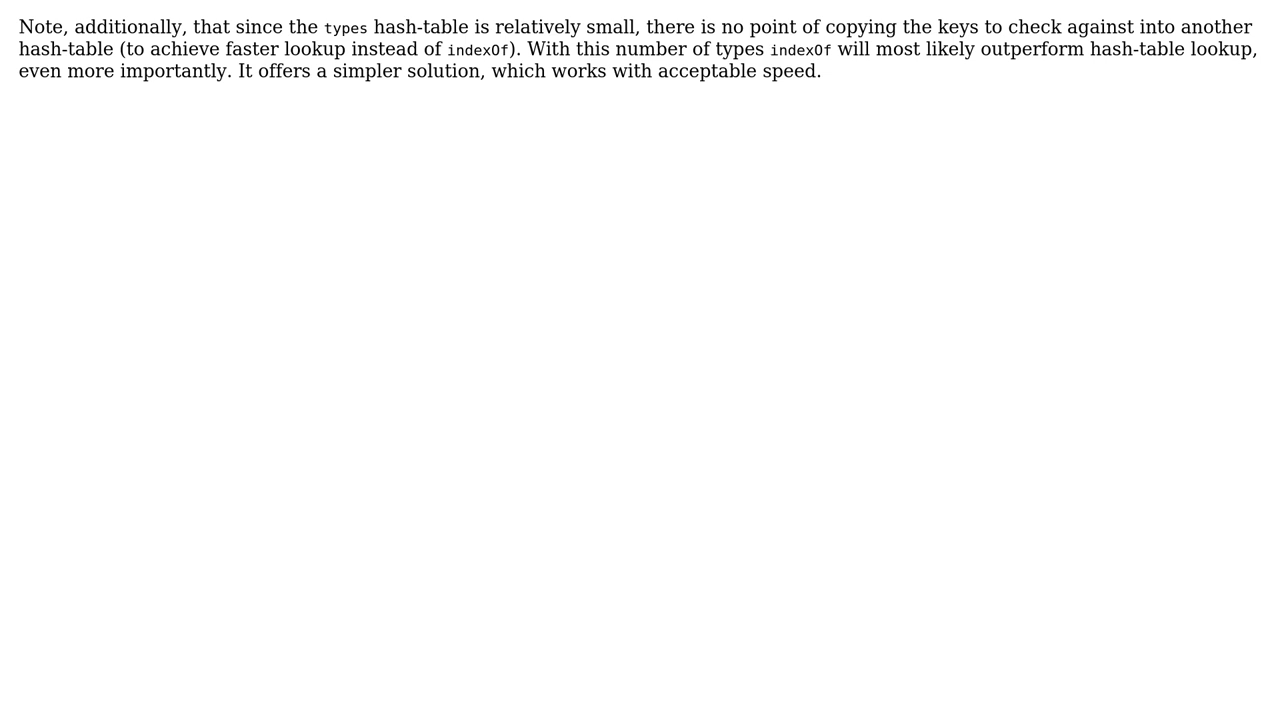 Note, additionally, that since the types hash-table is relatively small, there is no point of copying the keys to check against into another
hash-table (to achieve faster lookup instead of indexOf). With this number of types indexOf will most likely outperform hash-table lookup,
even more importantly. It offers a simpler solution, which works with acceptable speed.